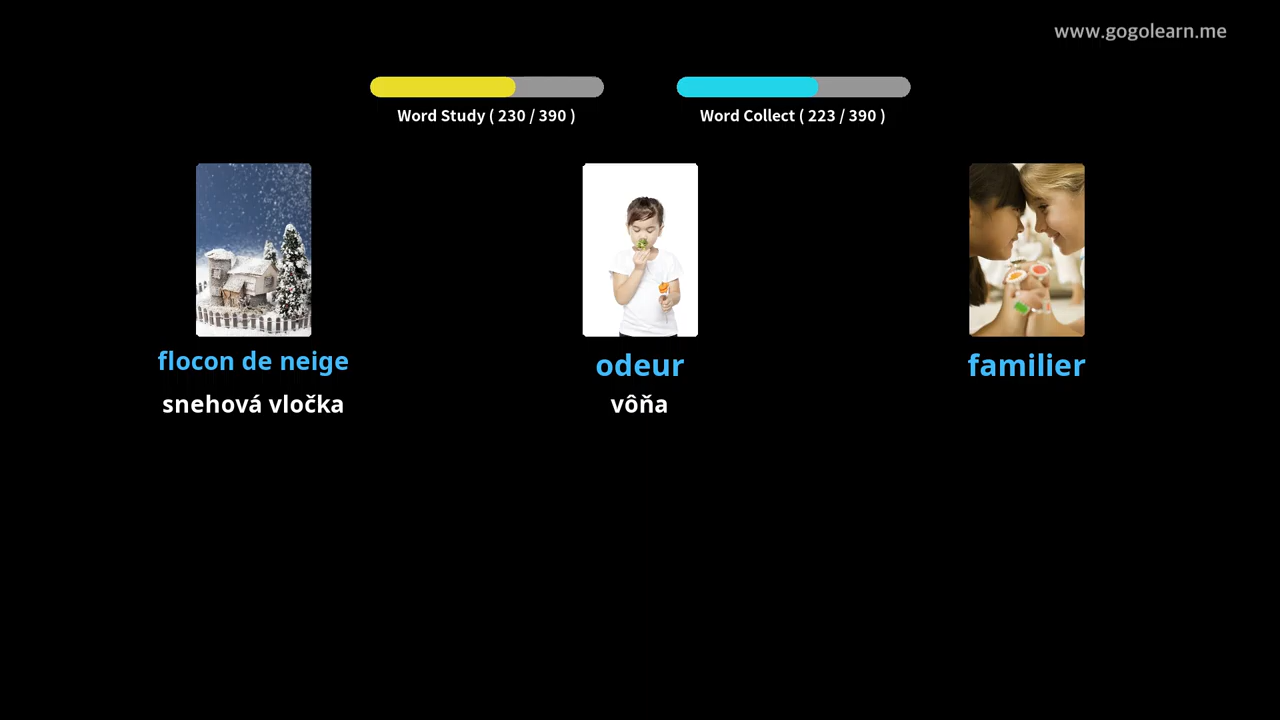 www.gogolearn.me
Word Study ( 230 / 390 )
Word Collect ( 223 / 390 )
flocon de neige
odeur
familier
snehová vločka
vôňa